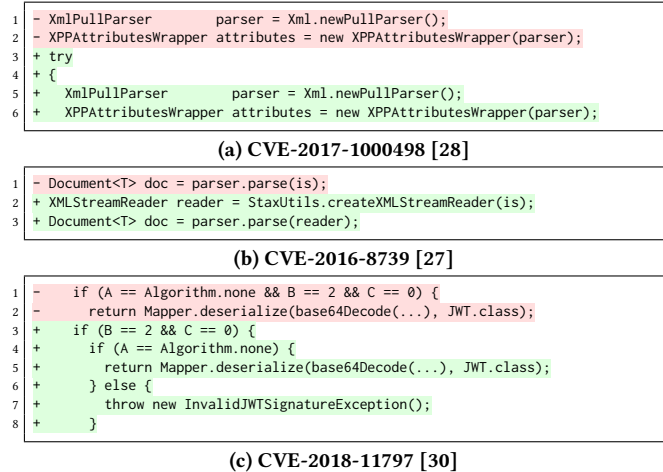 1 - XmlPullParser        parser = Xml.newPullParser();
2 - XPPAttributesWrapper attributes = new XPPAttributesWrapper(parser);
3 + try
4 + {
5 +   XmlPullParser        parser = Xml.newPullParser();
6 +   XPPAttributesWrapper attributes = new XPPAttributesWrapper(parser);
(a) CVE-2017-1000498 [28]
1 - Document<T> doc = parser.parse(is);
2 + XMLStreamReader reader = StaxUtils.createXMLStreamReader(is);
3 + Document<T> doc = parser.parse(reader);
(b) CVE-2016-8739 [27]
1 -    if (A == Algorithm.none && B == 2 && C == 0) {
2 -      return Mapper.deserialize(base64Decode(...), JWT.class);
3 +    if (B == 2 && C == 0) {
4 +      if (A == Algorithm.none) {
5 +        return Mapper.deserialize(base64Decode(...), JWT.class);
6 +      } else {
7 +        throw new InvalidJWTSignatureException();
8 +      }
(c) CVE-2018-11797 [30]